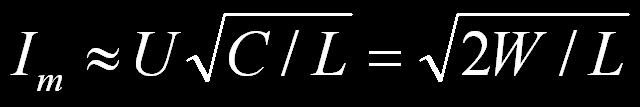 I_m ≈ U√(C / L) = √(2W / L)